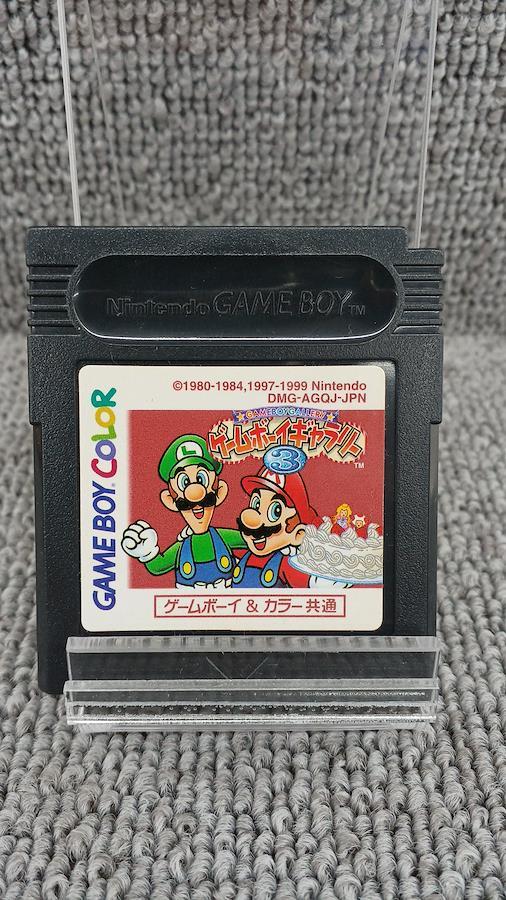 Nintendo GAME BOY TM
©1980-1984,1997-1999 Nintendo
DMG-AGQJ-JPN
GAMEBOY GALLERY
ゲームボーイギャラリー
3
TM
L
M
GAME BOY COLOR
ゲームボーイ & カラー共通